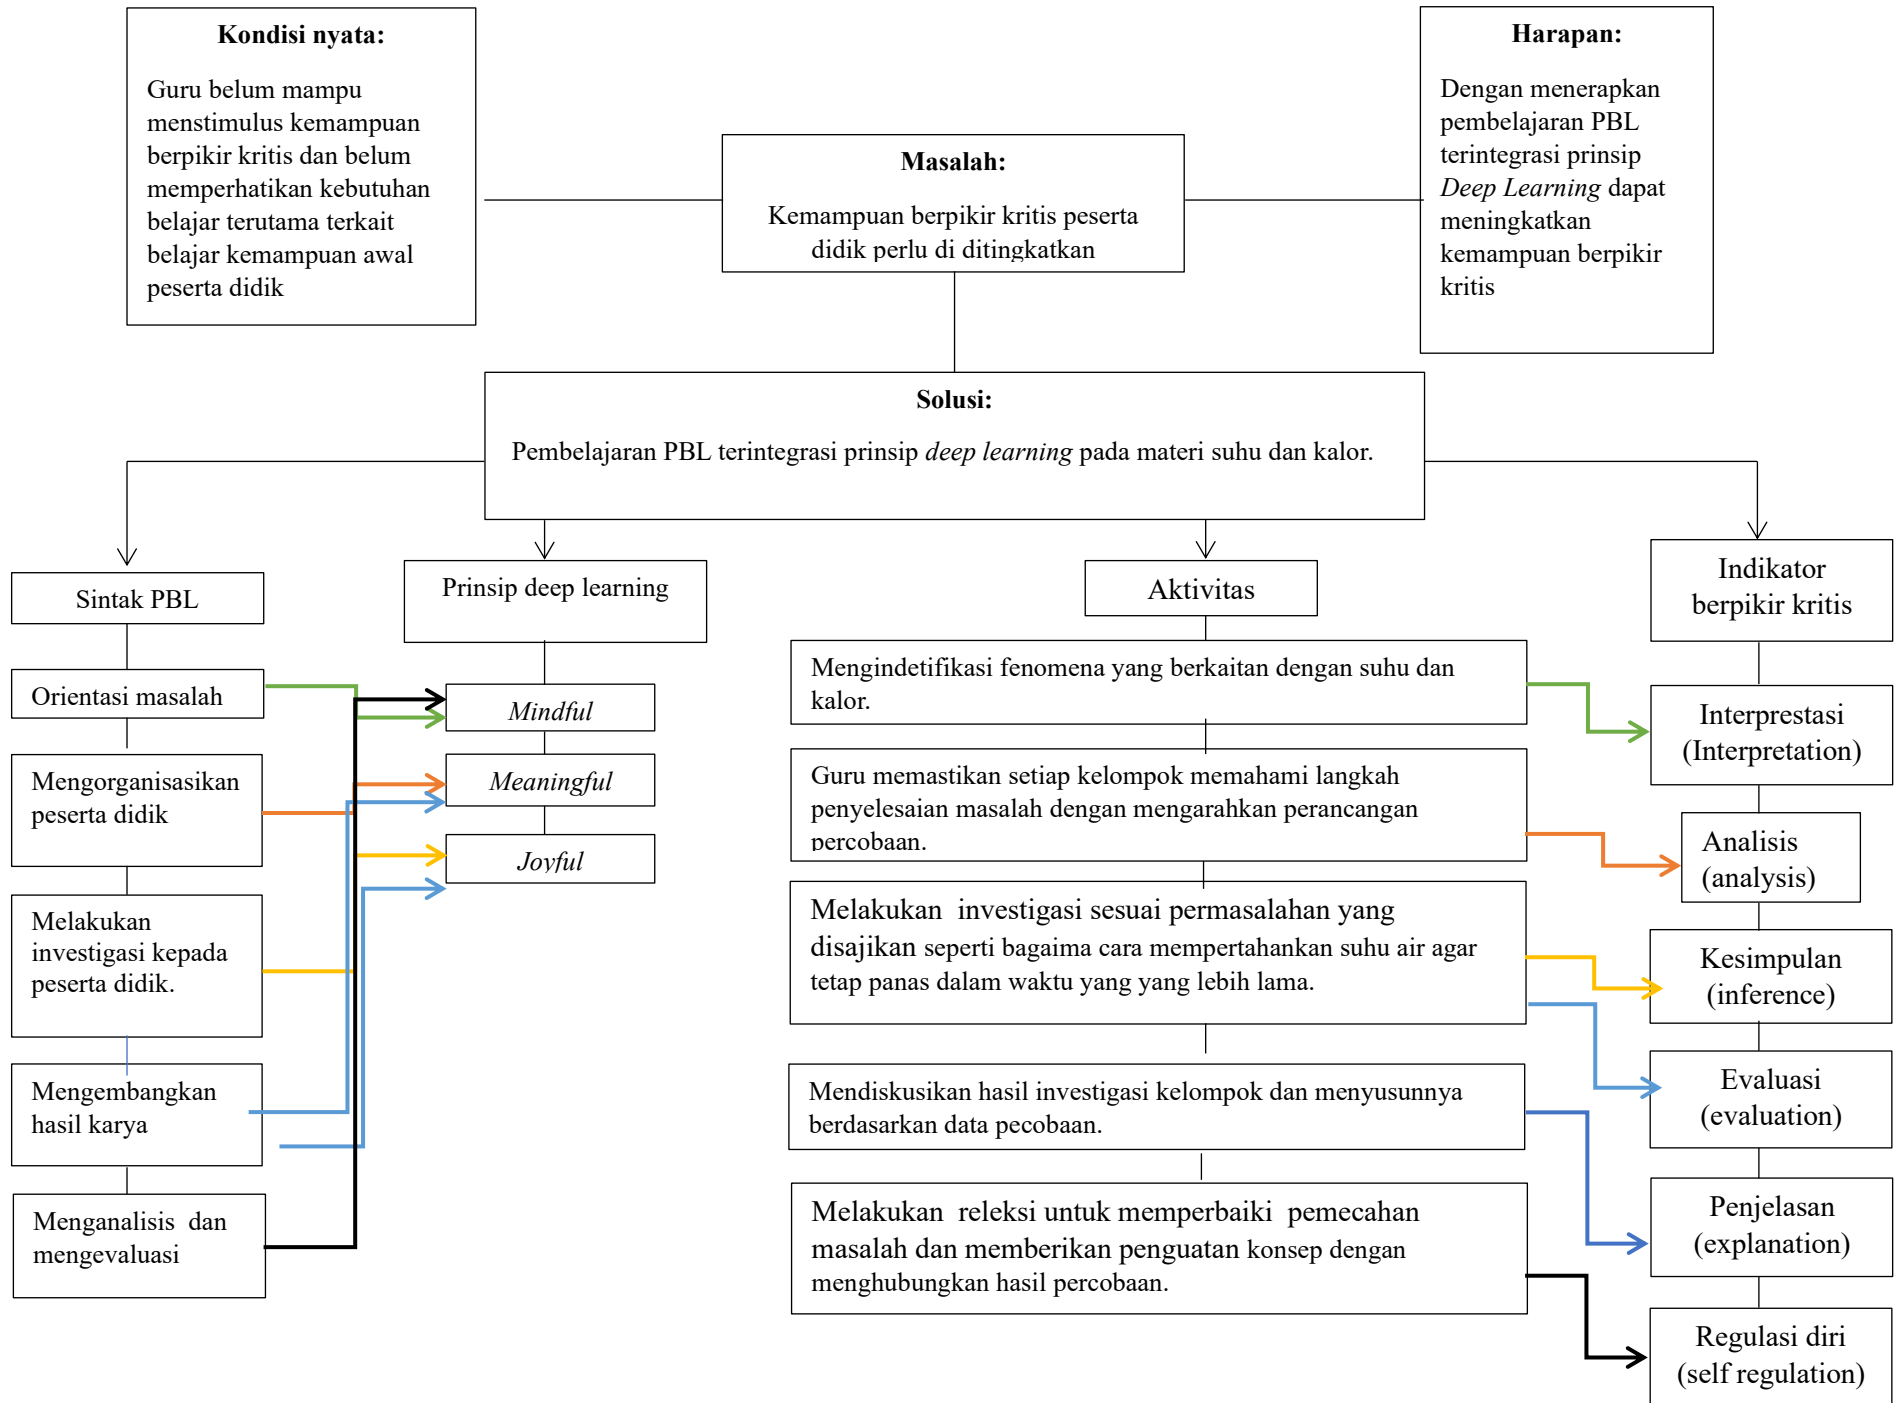 Kondisi nyata:
Guru belum mampu
menstimulus kemampuan
berpikir kritis dan belum
memperhatikan kebutuhan
belajar terutama terkait
belajar kemampuan awal
peserta didik
Masalah:
Kemampuan berpikir kritis peserta
didik perlu di ditingkatkan
Harapan:
Dengan menerapkan
pembelajaran PBL
terintegrasi prinsip
Deep Learning dapat
meningkatkan
kemampuan berpikir
kritis
Solusi:
Pembelajaran PBL terintegrasi prinsip deep learning pada materi suhu dan kalor.
Sintak PBL
Orientasi masalah
Mengorganisasikan
peserta didik
Melakukan
investigasi kepada
peserta didik.
Mengembangkan
hasil karya
Menganalisis dan
mengevaluasi
Prinsip deep learning
Mindful
Meaningful
Joyful
Aktivitas
Mengindetifikasi fenomena yang berkaitan dengan suhu dan
kalor.
Guru memastikan setiap kelompok memahami langkah
penyelesaian masalah dengan mengarahkan perancangan
percobaan.
Melakukan investigasi sesuai permasalahan yang
disajikan seperti bagaima cara mempertahankan suhu air agar
tetap panas dalam waktu yang yang lebih lama.
Mendiskusikan hasil investigasi kelompok dan menyusunnya
berdasarkan data pecobaan.
Melakukan releksi untuk memperbaiki pemecahan
masalah dan memberikan penguatan konsep dengan
menghubungkan hasil percobaan.
Indikator
berpikir kritis
Interprestasi
(Interpretation)
Analisis
(analysis)
Kesimpulan
(inference)
Evaluasi
(evaluation)
Penjelasan
(explanation)
Regulasi diri
(self regulation)